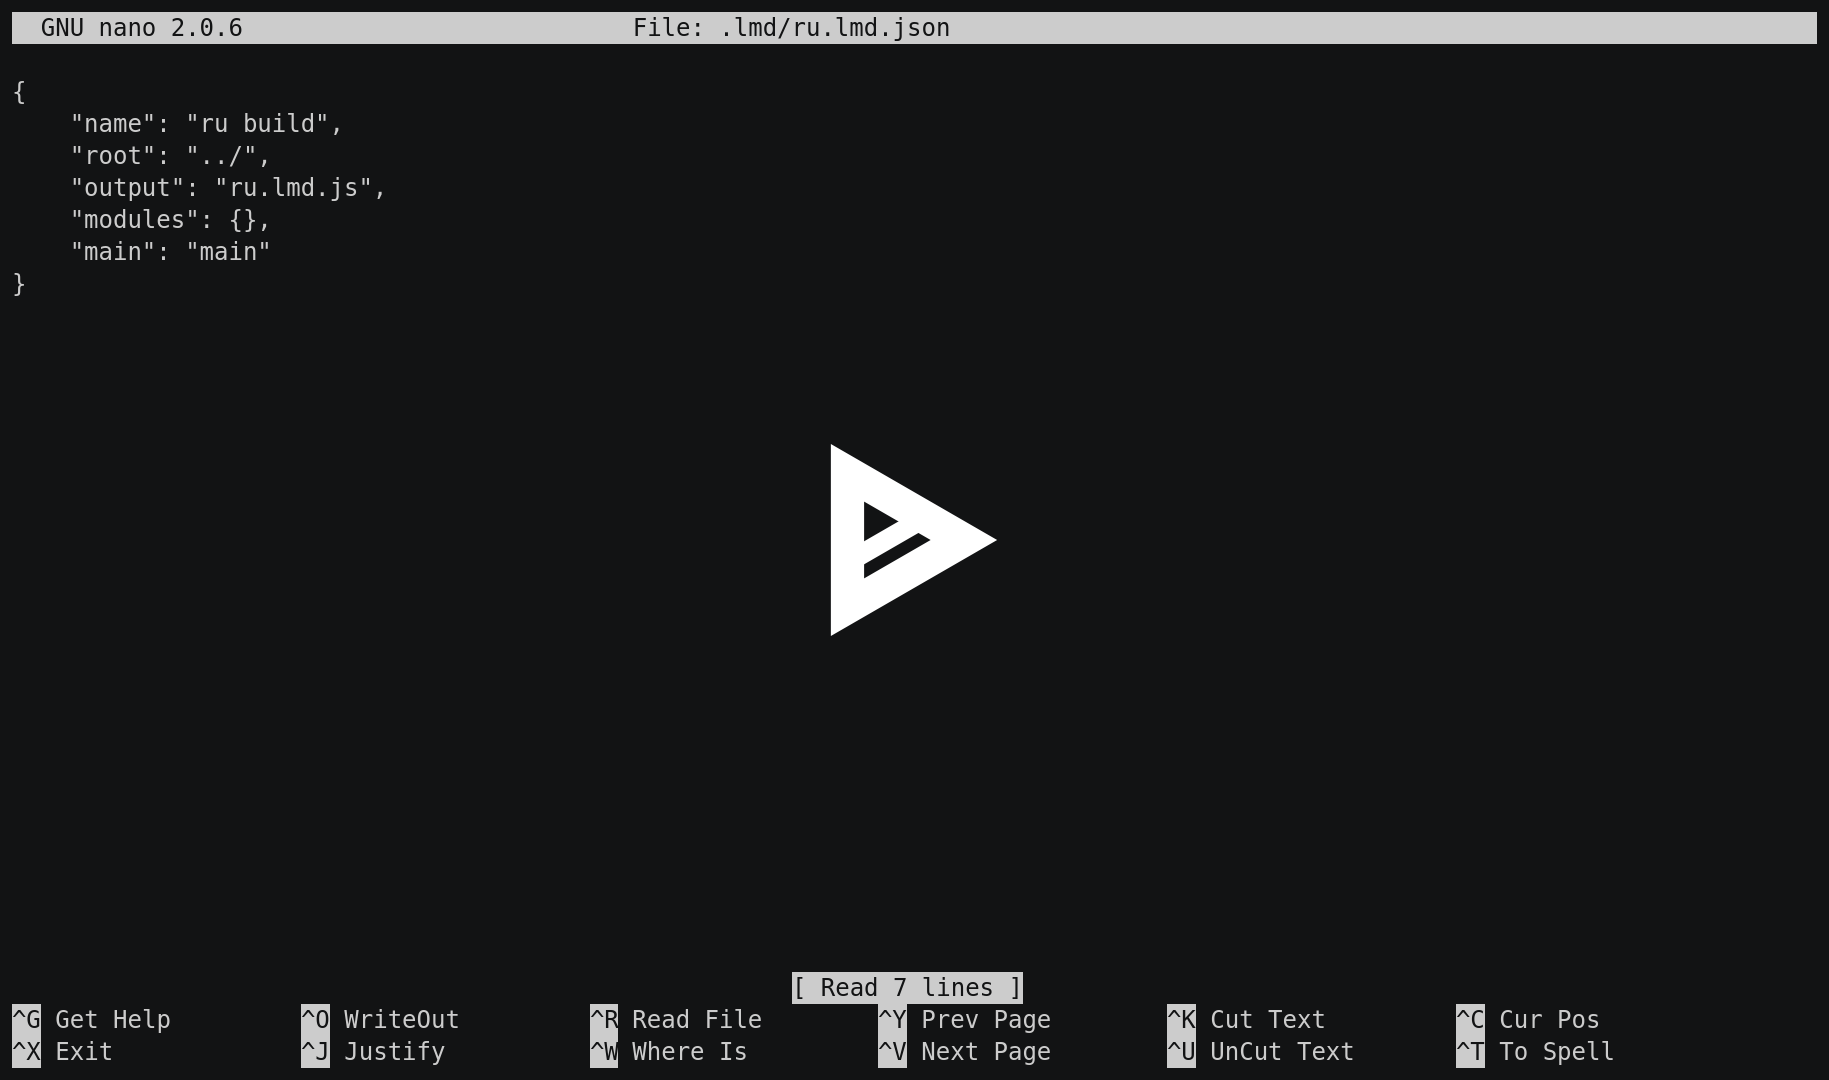 GNU nano 2.0.6 File: .lmd/ru.lmd.json
{
    "name": "ru build",
    "root": "../",
    "output": "ru.lmd.js",
    "modules": {},
    "main": "main"
}
[ Read 7 lines ]
^G Get Help ^O WriteOut ^R Read File ^Y Prev Page ^K Cut Text ^C Cur Pos
^X Exit ^J Justify ^W Where Is ^V Next Page ^U UnCut Text ^T To Spell